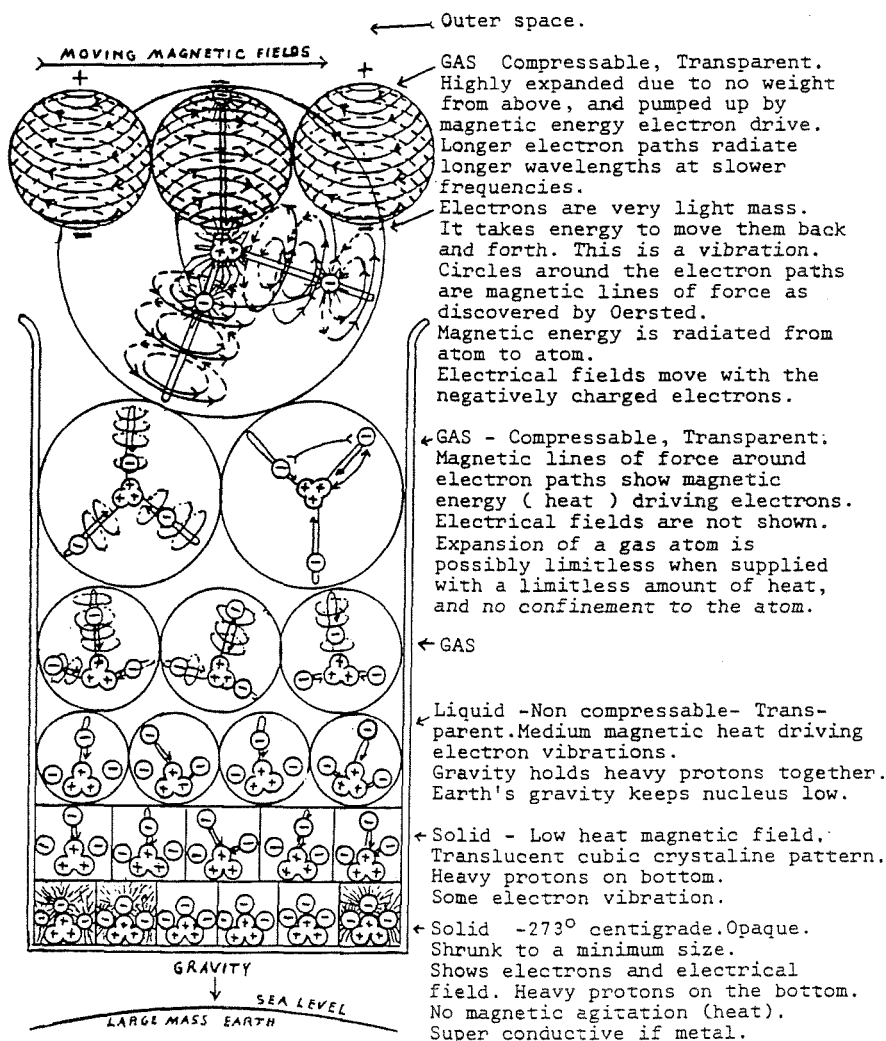 Outer space.
MOVING MAGNETIC FIELDS
+
=
+
GAS Compressable, Transparent.
Highly expanded due to no weight
from above, and pumped up by
magnetic energy electron drive.
Longer electron paths radiate
longer wavelengths at slower
frequencies.
Electrons are very light mass.
It takes energy to move them back
and forth. This is a vibration.
Circles around the electron paths
are magnetic lines of force as
discovered by Oersted.
Magnetic energy is radiated from
atom to atom.
Electrical fields move with the
negatively charged electrons.
GAS - Compressable, Transparent.
Magnetic lines of force around
electron paths show magnetic
energy ( heat ) driving electrons.
Electrical fields are not shown.
Expansion of a gas atom is
possibly limitless when supplied
with a limitless amount of heat,
and no confinement to the atom.
GAS
Liquid -Non compressable- Trans-
parent.Medium magnetic heat driving
electron vibrations.
Gravity holds heavy protons together.
Earth's gravity keeps nucleus low.
Solid - Low heat magnetic field,
Translucent cubic crystaline pattern.
Heavy protons on bottom.
Some electron vibration.
Solid -273º centigrade.Opaque.
Shrunk to a minimum size.
Shows electrons and electrical
field. Heavy protons on the bottom.
No magnetic agitation (heat).
Super conductive if metal.
GRAVITY
SEA LEVEL
LARGE MASS EARTH